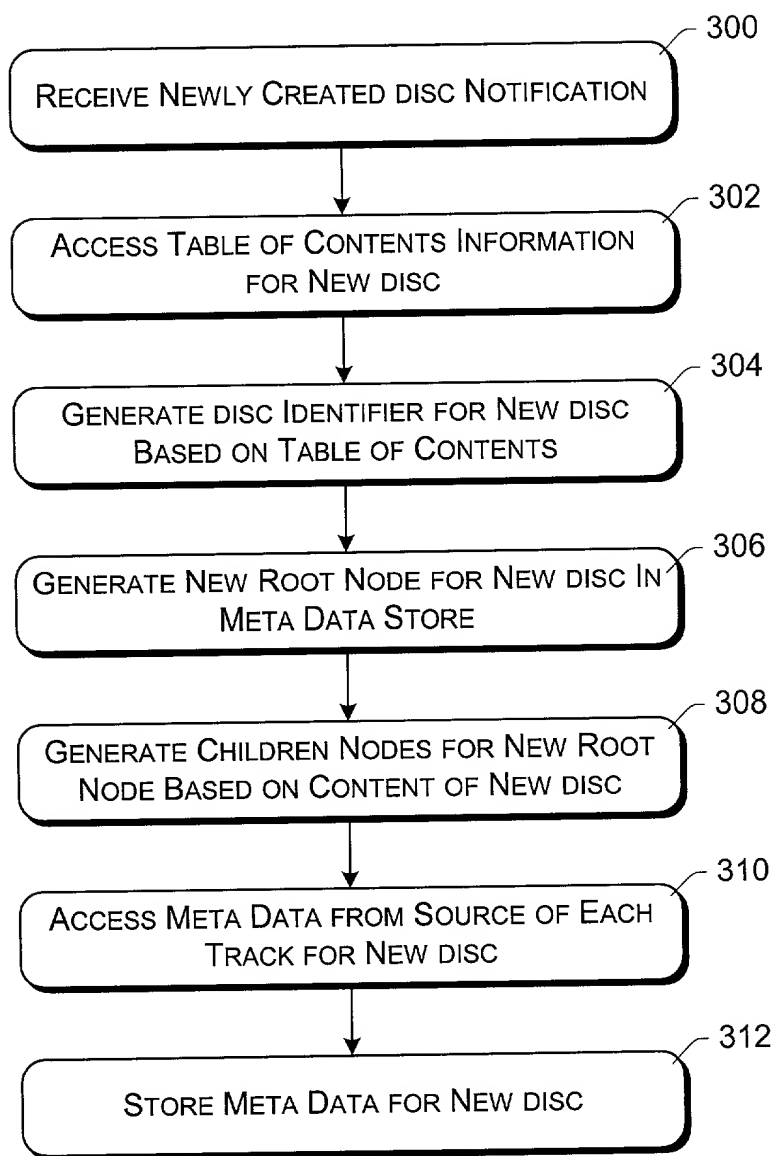 300
RECEIVE NEWLY CREATED DISC NOTIFICATION
302
ACCESS TABLE OF CONTENTS INFORMATION
FOR NEW DISC
304
GENERATE DISC IDENTIFIER FOR NEW DISC
BASED ON TABLE OF CONTENTS
306
GENERATE NEW ROOT NODE FOR NEW DISC IN
META DATA STORE
308
GENERATE CHILDREN NODES FOR NEW ROOT
NODE BASED ON CONTENT OF NEW DISC
310
ACCESS META DATA FROM SOURCE OF EACH
TRACK FOR NEW DISC
312
STORE META DATA FOR NEW DISC